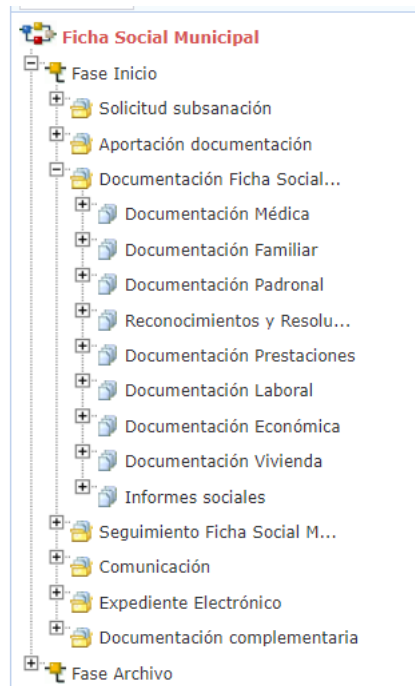 Ficha Social Municipal
Fase Inicio
Solicitud subsanación
Aportación documentación
Documentación Ficha Social...
Documentación Médica
Documentación Familiar
Documentación Padronal
Reconocimientos y Resolu...
Documentación Prestaciones
Documentación Laboral
Documentación Económica
Documentación Vivienda
Informes sociales
Seguimiento Ficha Social M...
Comunicación
Expediente Electrónico
Documentación complementaria
Fase Archivo